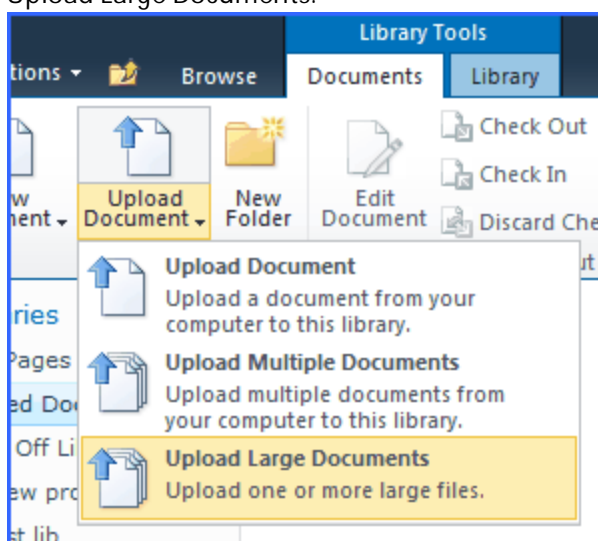 Upload Large Documents.
Library Tools
tions Browse Documents Library
Upload Document
New Folder
Edit Document
Check Out
Check In
Discard Che
Upload Document
Upload a document from your
computer to this library.
Upload Multiple Documents
Upload multiple documents from
your computer to this library.
Upload Large Documents
Upload one or more large files.
ries
Pages
ed Do
Off Li
ew pro
st lib